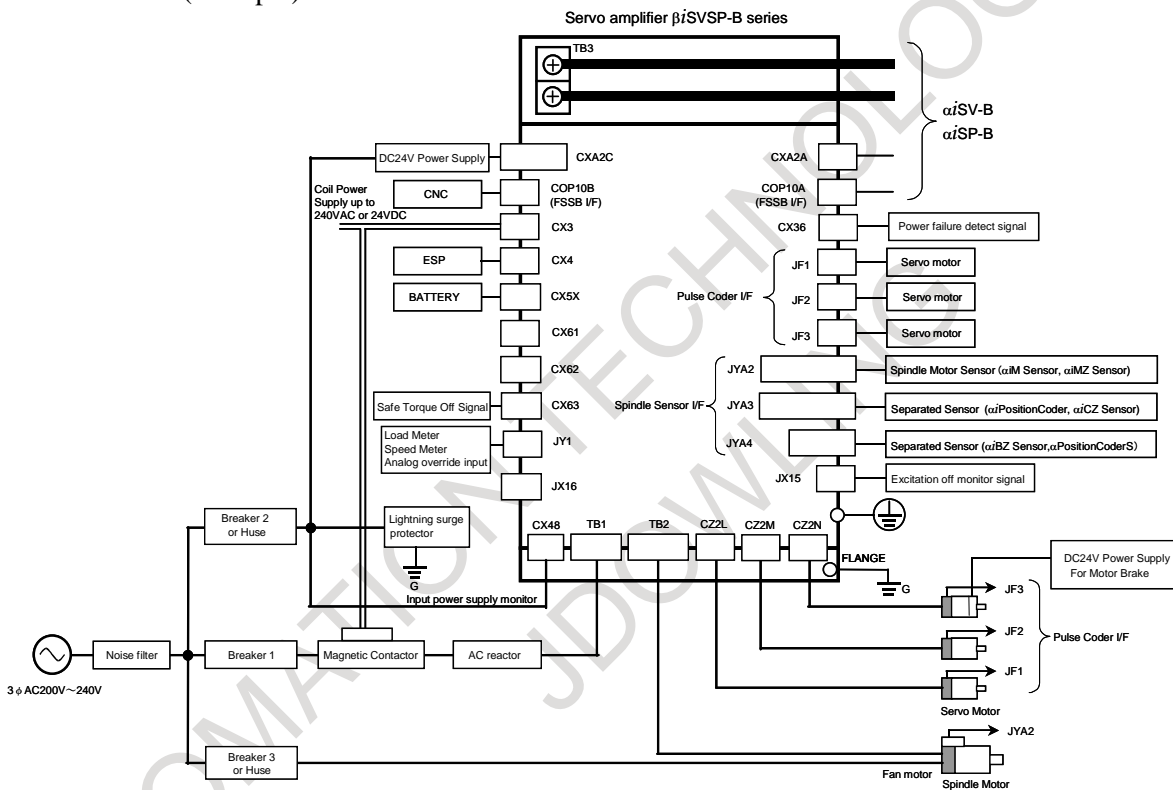 Servo amplifier βiSVSP-B series
TB3
αiSV-B
αiSP-B
DC24V Power Supply
CXA2C
CXA2A
Coil Power
Supply up to
240VAC or 24VDC
CNC
COP10B
(FSSB I/F)
COP10A
(FSSB I/F)
CX3
CX36
Power failure detect signal
ESP
CX4
JF1
Servo motor
BATTERY
CX5X
Pulse Coder I/F
JF2
Servo motor
CX61
JF3
Servo motor
CX62
JYA2
Spindle Motor Sensor (αiM Sensor, αiMZ Sensor)
Safe Torque Off Signal
CX63
Spindle Sensor I/F
JYA3
Separated Sensor (αiPositionCoder, αiCZ Sensor)
Load Meter
Speed Meter
Analog override input
JY1
JYA4
Separated Sensor (αiBZ Sensor,αPositionCoderS)
JX16
JX15
Excitation off monitor signal
Breaker 2
or Huse
Lightning surge
protector
G
CX48
TB1
TB2
CZ2L
CZ2M
CZ2N
FLANGE
G
Input power supply monitor
DC24V Power Supply
For Motor Brake
JF3
JF2
Pulse Coder I/F
JF1
Servo Motor
Noise filter
Breaker 1
Magnetic Contactor
AC reactor
3 φ AC200V～240V
JYA2
Breaker 3
or Huse
Fan motor
Spindle Motor
OMATION TECHNOLO
JDOWLING